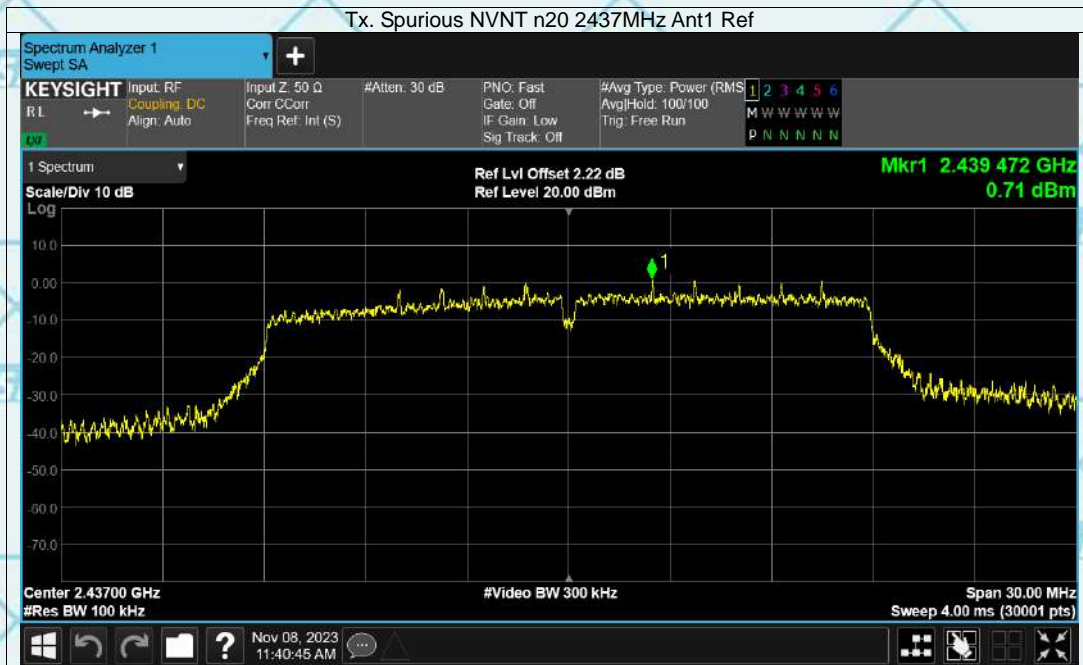 Tx. Spurious NVNT n20 2437MHz Ant1 Ref
Spectrum Analyzer 1
Swept SA
+
KEYSIGHT
R L
LXI
Input: RF
Coupling: DC
Align: Auto
Input Z: 50 Ω
Corr CCorr
Freq Ref: Int (S)
#Atten: 30 dB
PNO: Fast
Gate: Off
IF Gain: Low
Sig Track: Off
#Avg Type: Power (RMS
Avg|Hold: 100/100
Trig: Free Run
1 2 3 4 5 6
M W W W W W
P N N N N N
1 Spectrum
Scale/Div 10 dB
Log
Ref Lvl Offset 2.22 dB
Ref Level 20.00 dBm
Mkr1 2.439 472 GHz
0.71 dBm
10.0
0.00
-10.0
-20.0
-30.0
-40.0
-50.0
-60.0
-70.0
1
Center 2.43700 GHz
#Res BW 100 kHz
#Video BW 300 kHz
Span 30.00 MHz
Sweep 4.00 ms (30001 pts)
?
Nov 08, 2023
11:40:45 AM